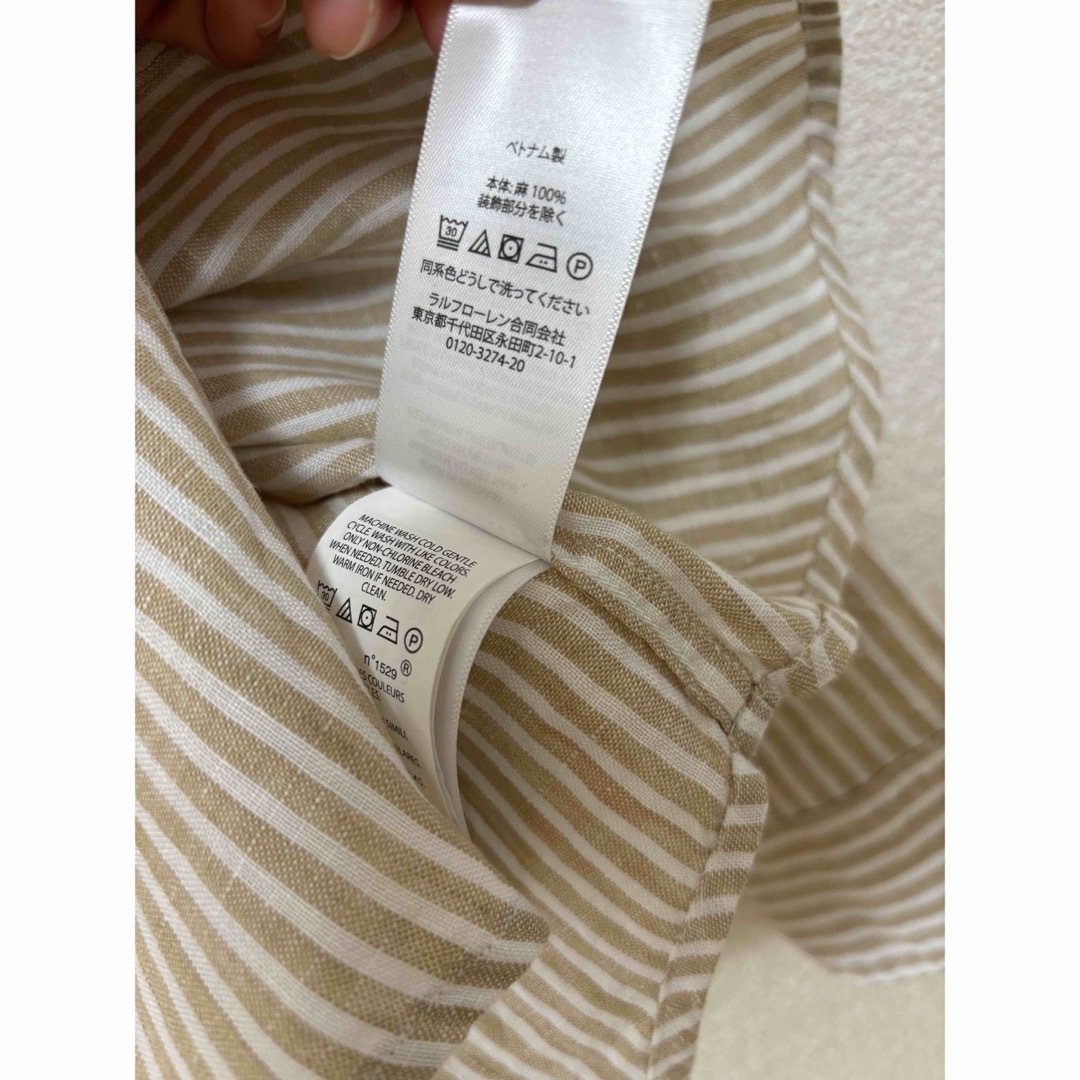 ベトナム製
本体: 麻 100%
装飾部分を除く
30 P
同系色どうしで洗ってください
ラルフローレン合同会社
東京都千代田区永田町2-10-1
0120-3274-20
MACHINE WASH COLD GENTLE
CYCLE. WASH WITH LIKE COLORS.
ONLY NON-CHLORINE BLEACH
WHEN NEEDED. TUMBLE DRY LOW.
WARM IRON IF NEEDED. DRY
CLEAN.
30 P
n°1529 ®
COULEURS